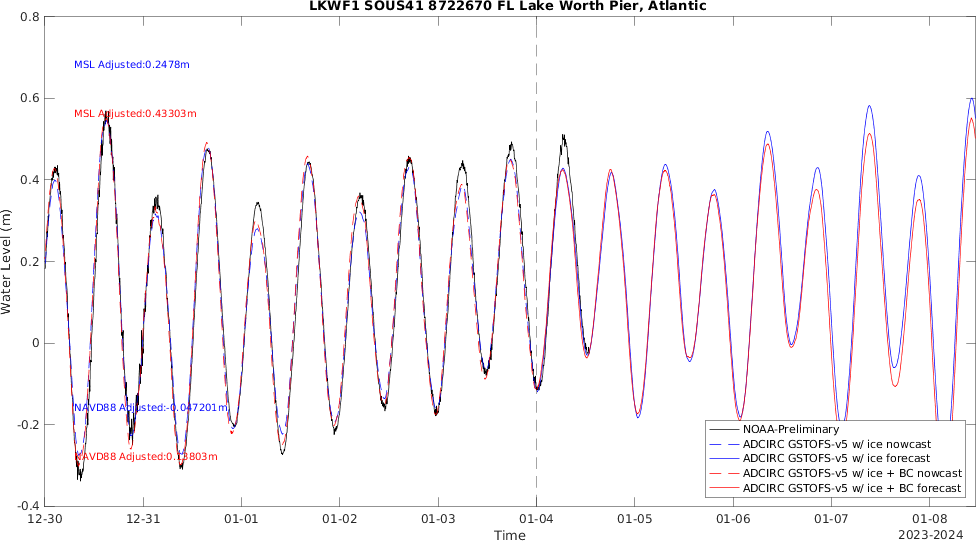 LKWF1 SOUS41 8722670 FL Lake Worth Pier, Atlantic
0.8
0.6
0.4
0.2
0
-0.2
-0.4
Water Level (m)
MSL Adjusted:0.2478m
MSL Adjusted:0.43303m
NAVD88 Adjusted:-0.047201m
NAVD88 Adjusted:0.13803m
NOAA-Preliminary
ADCIRC GSTOFS-v5 w/ ice nowcast
ADCIRC GSTOFS-v5 w/ ice forecast
ADCIRC GSTOFS-v5 w/ ice + BC nowcast
ADCIRC GSTOFS-v5 w/ ice + BC forecast
12-30 12-31 01-01 01-02 01-03 01-04 01-05 01-06 01-07 01-08
Time
2023-2024